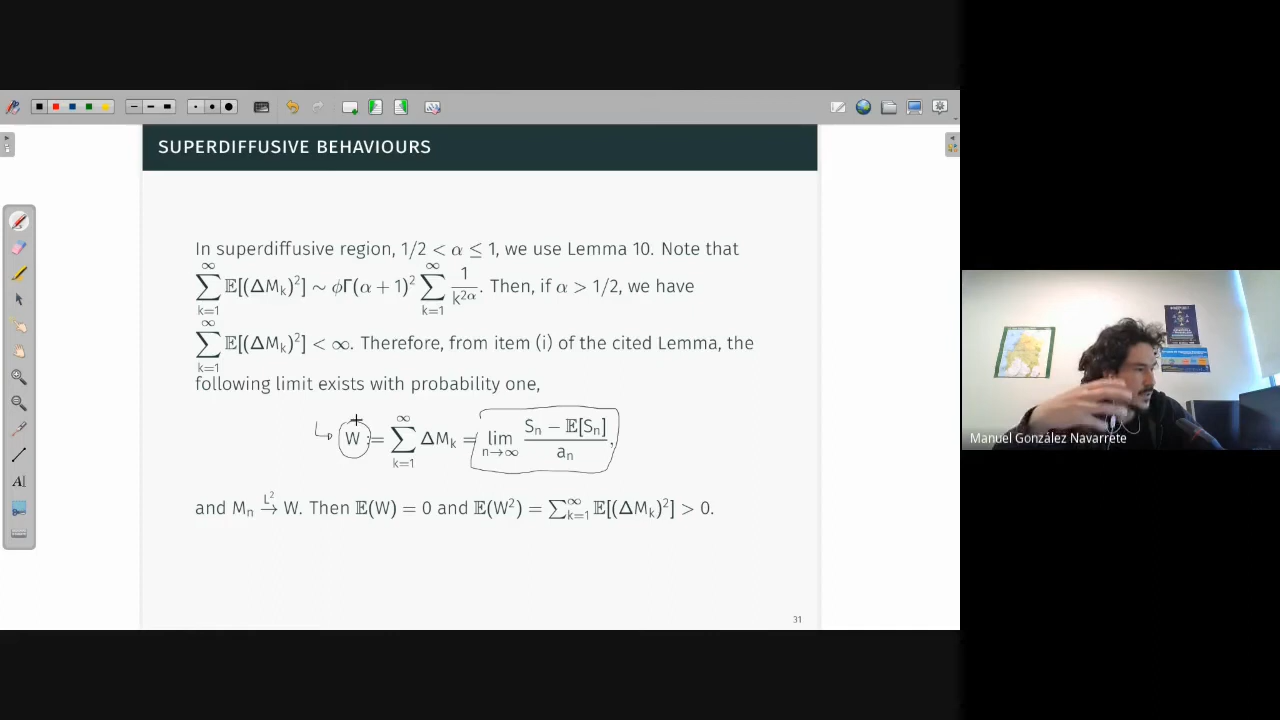 SUPERDIFFUSIVE BEHAVIOURS
In superdiffusive region, 1/2 < α ≤ 1, we use Lemma 10. Note that
∑_{k=1}^{∞} 𝔼[(ΔM_k)²] ∼ ϕΓ(α + 1)² ∑_{k=1}^{∞} 1/k^{2α}. Then, if α > 1/2, we have
∑_{k=1}^{∞} 𝔼[(ΔM_k)²] < ∞. Therefore, from item (i) of the cited Lemma, the
following limit exists with probability one,
W := ∑_{k=1}^{∞} ΔM_k = lim_{n→∞} (S_n − 𝔼[S_n])/a_n,
and M_n →^{L²} W. Then 𝔼(W) = 0 and 𝔼(W²) = ∑_{k=1}^{∞} 𝔼[(ΔM_k)²] > 0.
31
Manuel González Navarrete